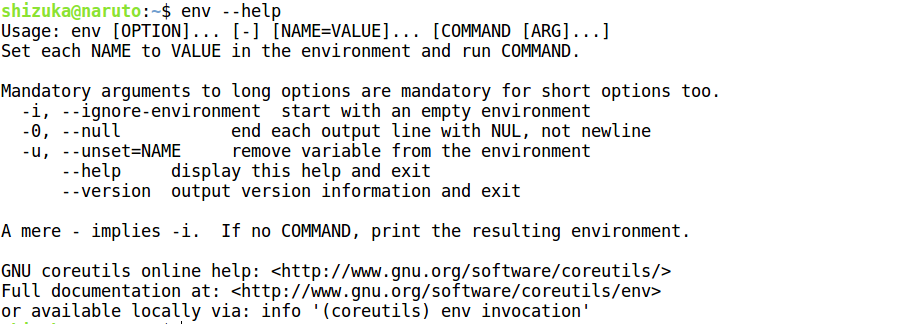 shizuka@naruto:~$ env --help
Usage: env [OPTION]... [-] [NAME=VALUE]... [COMMAND [ARG]...]
Set each NAME to VALUE in the environment and run COMMAND.
Mandatory arguments to long options are mandatory for short options too.
-i, --ignore-environment  start with an empty environment
-0, --null           end each output line with NUL, not newline
-u, --unset=NAME     remove variable from the environment
--help     display this help and exit
--version  output version information and exit
A mere - implies -i.  If no COMMAND, print the resulting environment.
GNU coreutils online help: <http://www.gnu.org/software/coreutils/>
Full documentation at: <http://www.gnu.org/software/coreutils/env>
or available locally via: info '(coreutils) env invocation'